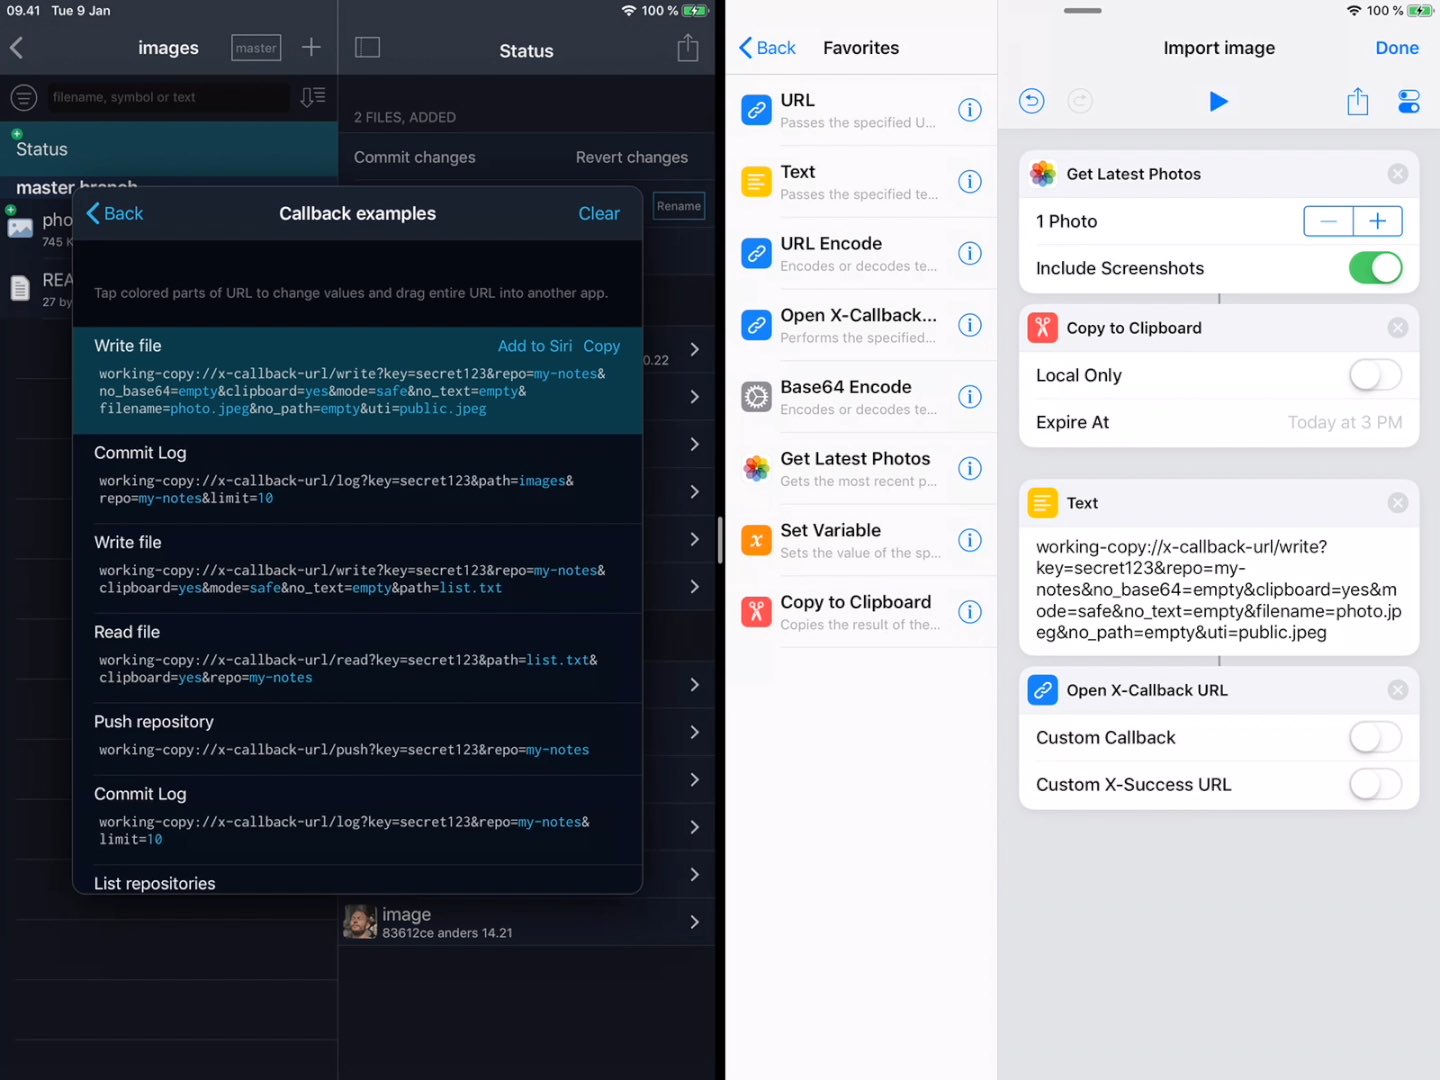 09.41 Tue 9 Jan
100 %
images
master
Status
filename, symbol or text
Status
master branch
pho
745 K
REA
27 by
2 FILES, ADDED
Commit changes
Revert changes
Rename
0.22
Back
Callback examples
Clear
Tap colored parts of URL to change values and drag entire URL into another app.
Write file
Add to Siri
Copy
working-copy://x-callback-url/write?key=secret123&repo=my-notes&
no_base64=empty&clipboard=yes&mode=safe&no_text=empty&
filename=photo.jpeg&no_path=empty&uti=public.jpeg
Commit Log
working-copy://x-callback-url/log?key=secret123&path=images&
repo=my-notes&limit=10
Write file
working-copy://x-callback-url/write?key=secret123&repo=my-notes&
clipboard=yes&mode=safe&no_text=empty&path=list.txt
Read file
working-copy://x-callback-url/read?key=secret123&path=list.txt&
clipboard=yes&repo=my-notes
Push repository
working-copy://x-callback-url/push?key=secret123&repo=my-notes
Commit Log
working-copy://x-callback-url/log?key=secret123&repo=my-notes&
limit=10
List repositories
image
83612ce anders 14.21
Back
Favorites
URL
Passes the specified U...
Text
Passes the specified te...
URL Encode
Encodes or decodes te...
Open X-Callback...
Performs the specified...
Base64 Encode
Encodes or decodes te...
Get Latest Photos
Gets the most recent p...
Set Variable
Sets the value of the sp...
Copy to Clipboard
Copies the result of the...
100 %
Import image
Done
Get Latest Photos
1 Photo
Include Screenshots
Copy to Clipboard
Local Only
Expire At
Today at 3 PM
Text
working-copy://x-callback-url/write?
key=secret123&repo=my-
notes&no_base64=empty&clipboard=yes&m
ode=safe&no_text=empty&filename=photo.jp
eg&no_path=empty&uti=public.jpeg
Open X-Callback URL
Custom Callback
Custom X-Success URL